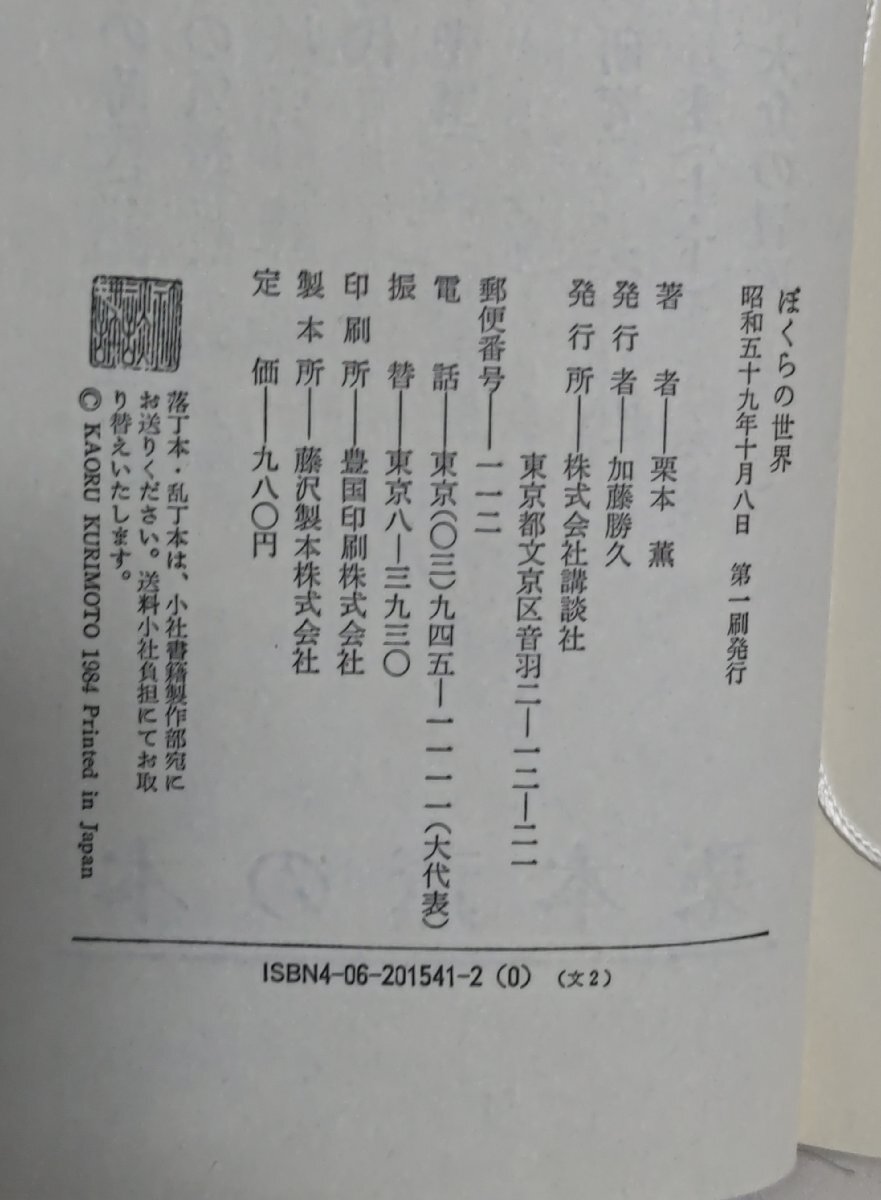 ぼくらの世界
昭和五十九年十月八日 第一刷発行
著者――栗本 薫
発行者――加藤勝久
発行所――株式会社講談社
東京都文京区音羽二―一二―二一
郵便番号――一一二
電話――東京(〇三)九四五―一一一一(大代表)
振替――東京八―三九三〇
印刷所――豊国印刷株式会社
製本所――藤沢製本株式会社
定価――九八〇円
落丁本・乱丁本は、小社書籍製作部宛に
お送りください。送料小社負担にてお取
り替えいたします。
© KAORU KURIMOTO 1984 Printed in Japan
ISBN4-06-201541-2 (0) (文2)